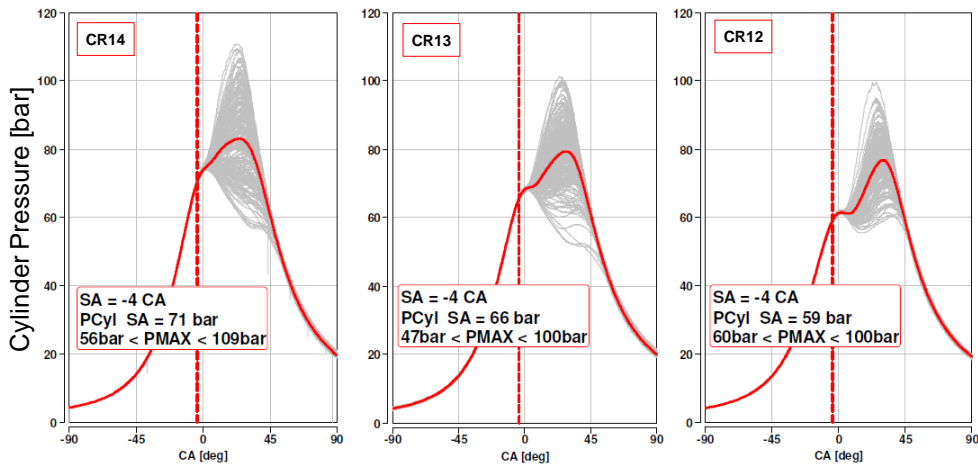 Cylinder Pressure [bar]
CR14
120
100
80
60
40
20
0
SA = -4 CA
PCyl SA = 71 bar
56bar < PMAX < 109bar
-90 -45 0 45 90
CA [deg]
CR13
120
100
80
60
40
20
0
SA = -4 CA
PCyl SA = 66 bar
47bar < PMAX < 100bar
-90 -45 0 45 90
CA [deg]
CR12
120
100
80
60
40
20
0
SA = -4 CA
PCyl SA = 59 bar
60bar < PMAX < 100bar
-90 -45 0 45 90
CA [deg]